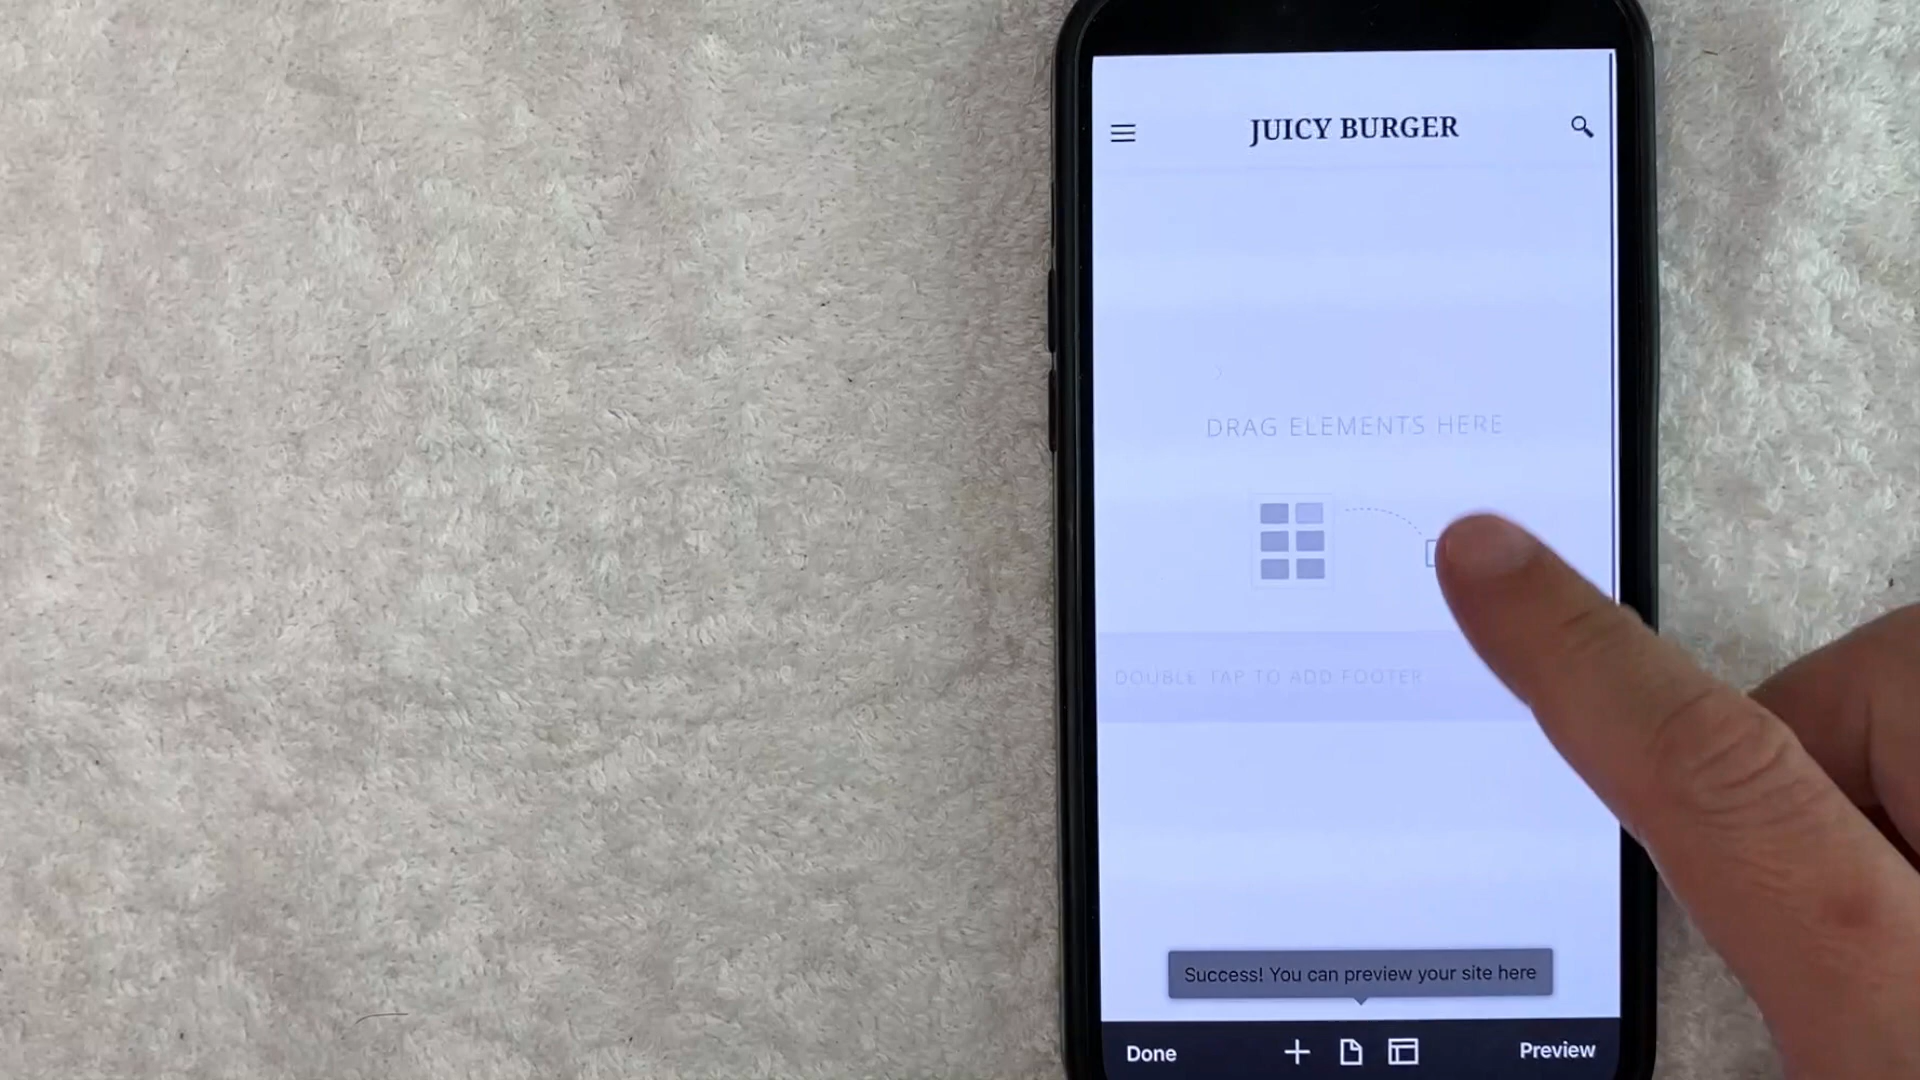 JUICY BURGER
DRAG ELEMENTS HERE
DOUBLE TAP TO ADD FOOTER
Success! You can preview your site here
Done
Preview